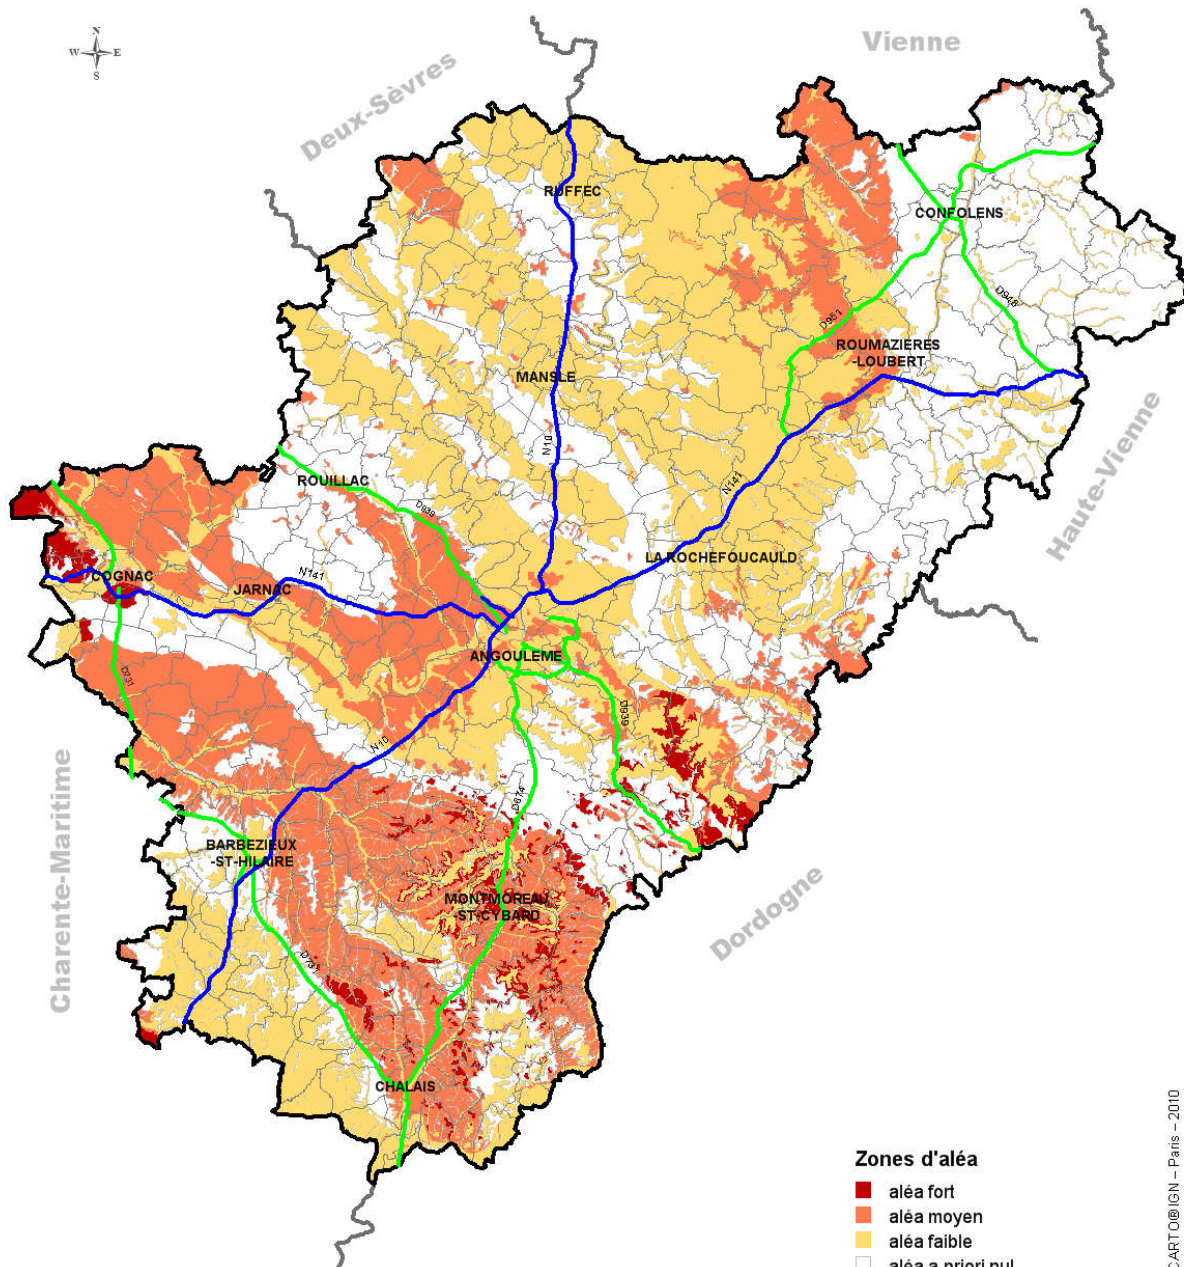 N
W E
S
Vienne
Deux-Sèvres
RUFFEC
CONFOLENS
D948
D951
ROUMAZIERES
-LOUBERT
MANSLE
N10
Haute-Vienne
N141
ROUILLAC
D939
LA ROCHEFOUCAULD
COGNAC
N141
JARNAC
ANGOULEME
D731
D939
N10
D674
Charente-Maritime
BARBEZIEUX
-ST-HILAIRE
MONTMOREAU
-ST-CYBARD
Dordogne
D731
CHALAIS
Zones d'aléa
aléa fort
aléa moyen
aléa faible
aléa a priori nul
CARTO®IGN – Paris – 2010